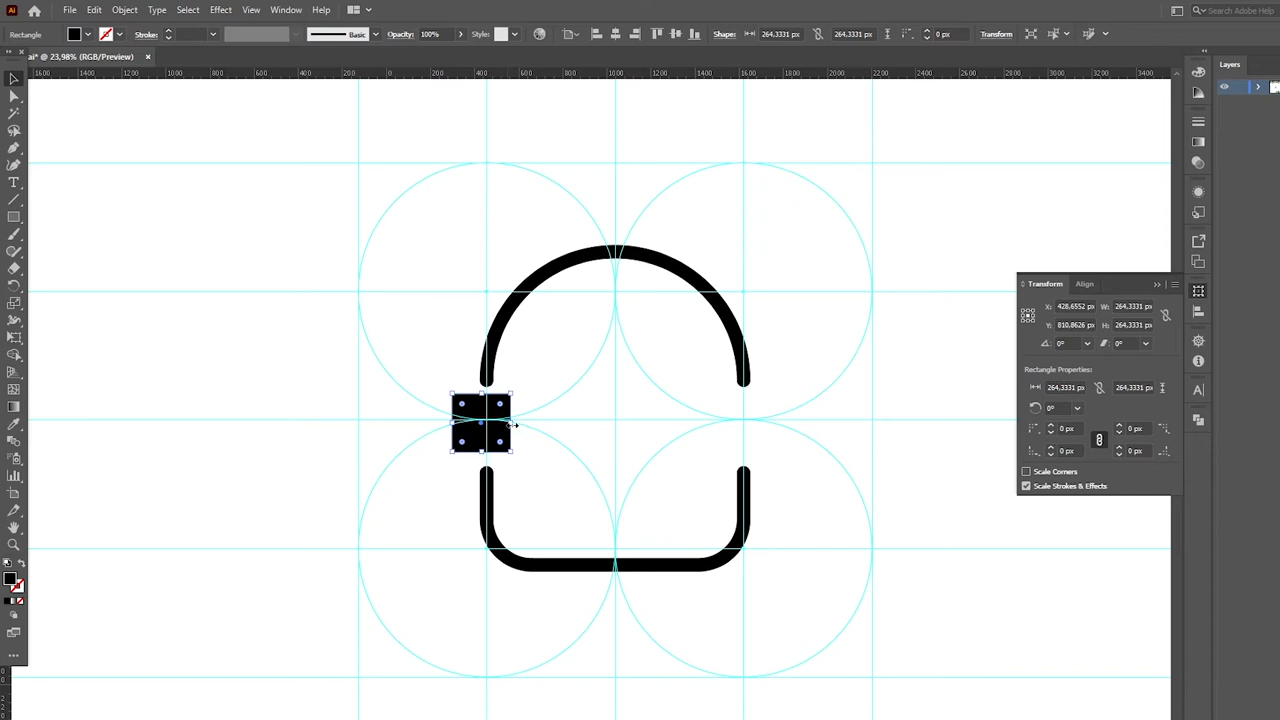 Ai File Edit Object Type Select Effect View Window Help Search Adobe Help
Rectangle Stroke: Basic Opacity: 100% Style: Shape: 264,3331 px 264,3331 px 0 px Transform
ai* @ 23,98% (RGB/Preview) ×
1600 1400 1200 1000 800 600 400 200 0 200 400 600 800 1000 1200 1400 1600 1800 2000 2200 2400 2600 2800 3000 3200 3400
Layers
Transform Align
X: 428,6552 px W: 264,3331 px
Y: 810,8626 px H: 264,3331 px
0° 0°
Rectangle Properties:
264,3331 px 264,3331 px
0°
0 px 0 px
0 px 0 px
Scale Corners
Scale Strokes & Effects